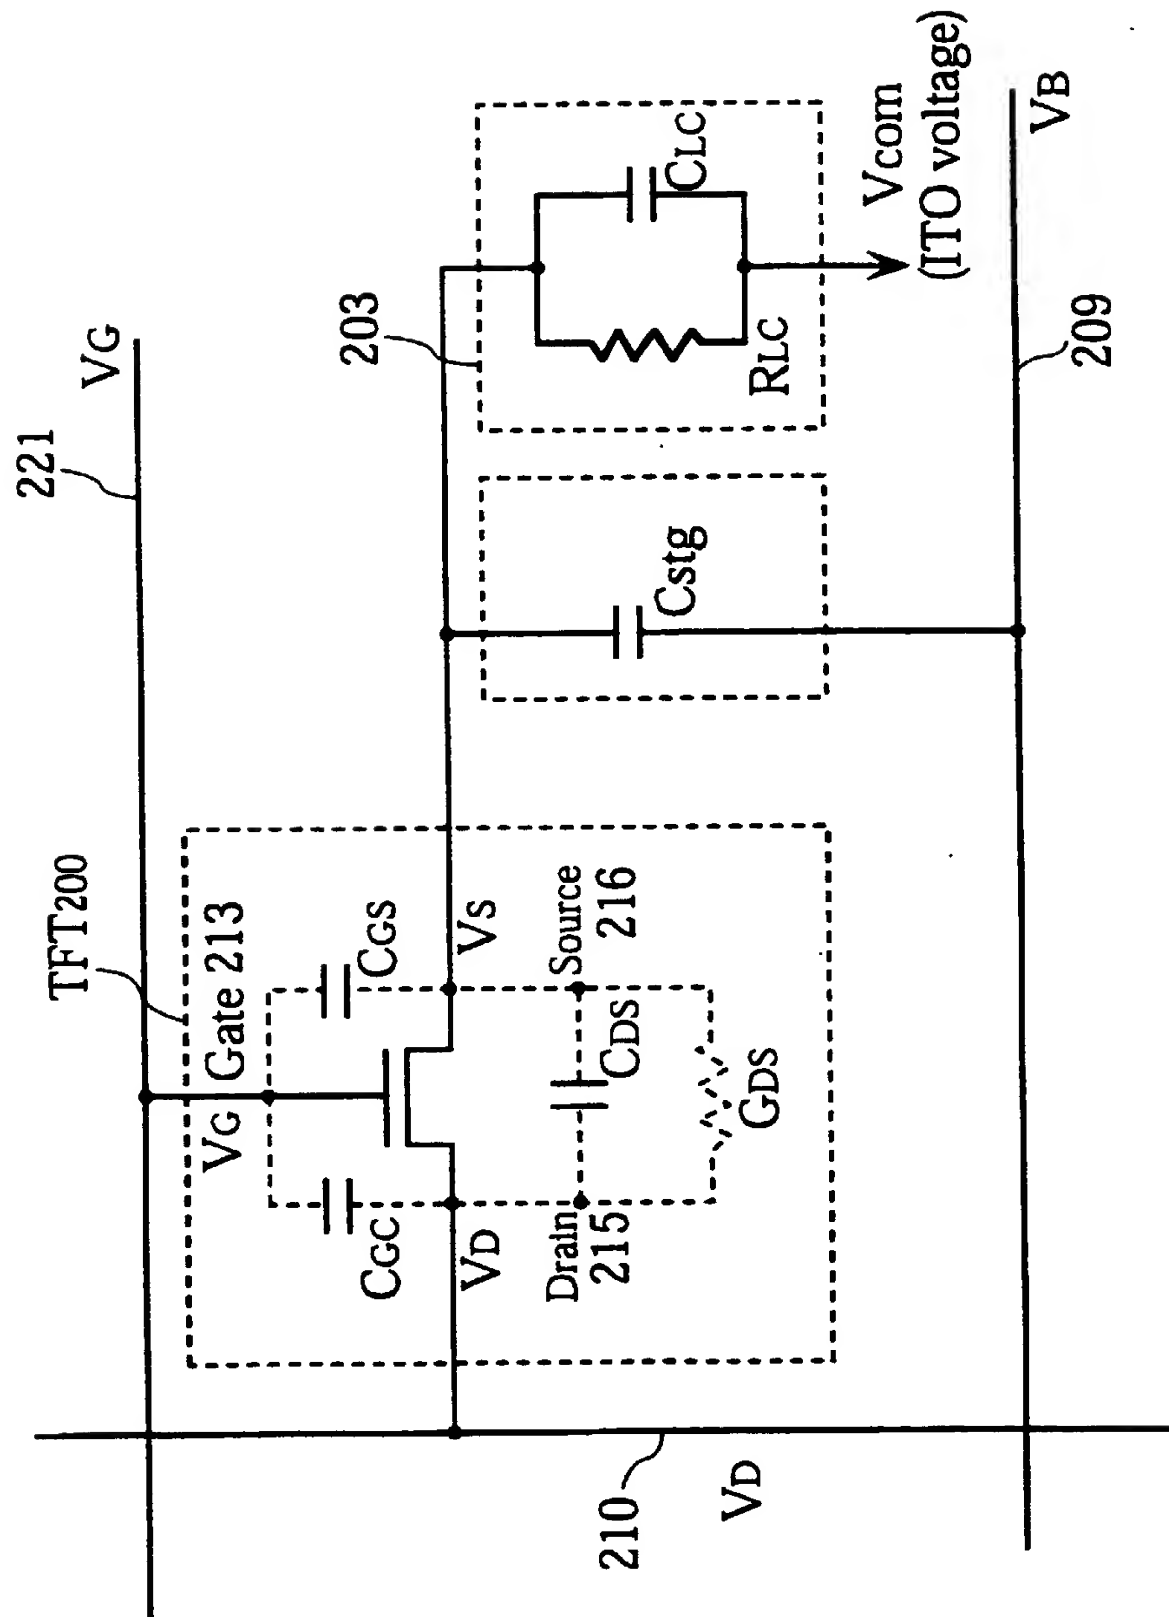 221
VG
TFT200
VG
Gate 213
CGC
CGS
VD
VS
Drain
215
Source
216
CDS
GDS
Cstg
203
RLC
CLC
Vcom
(ITO voltage)
210
VD
209
VB